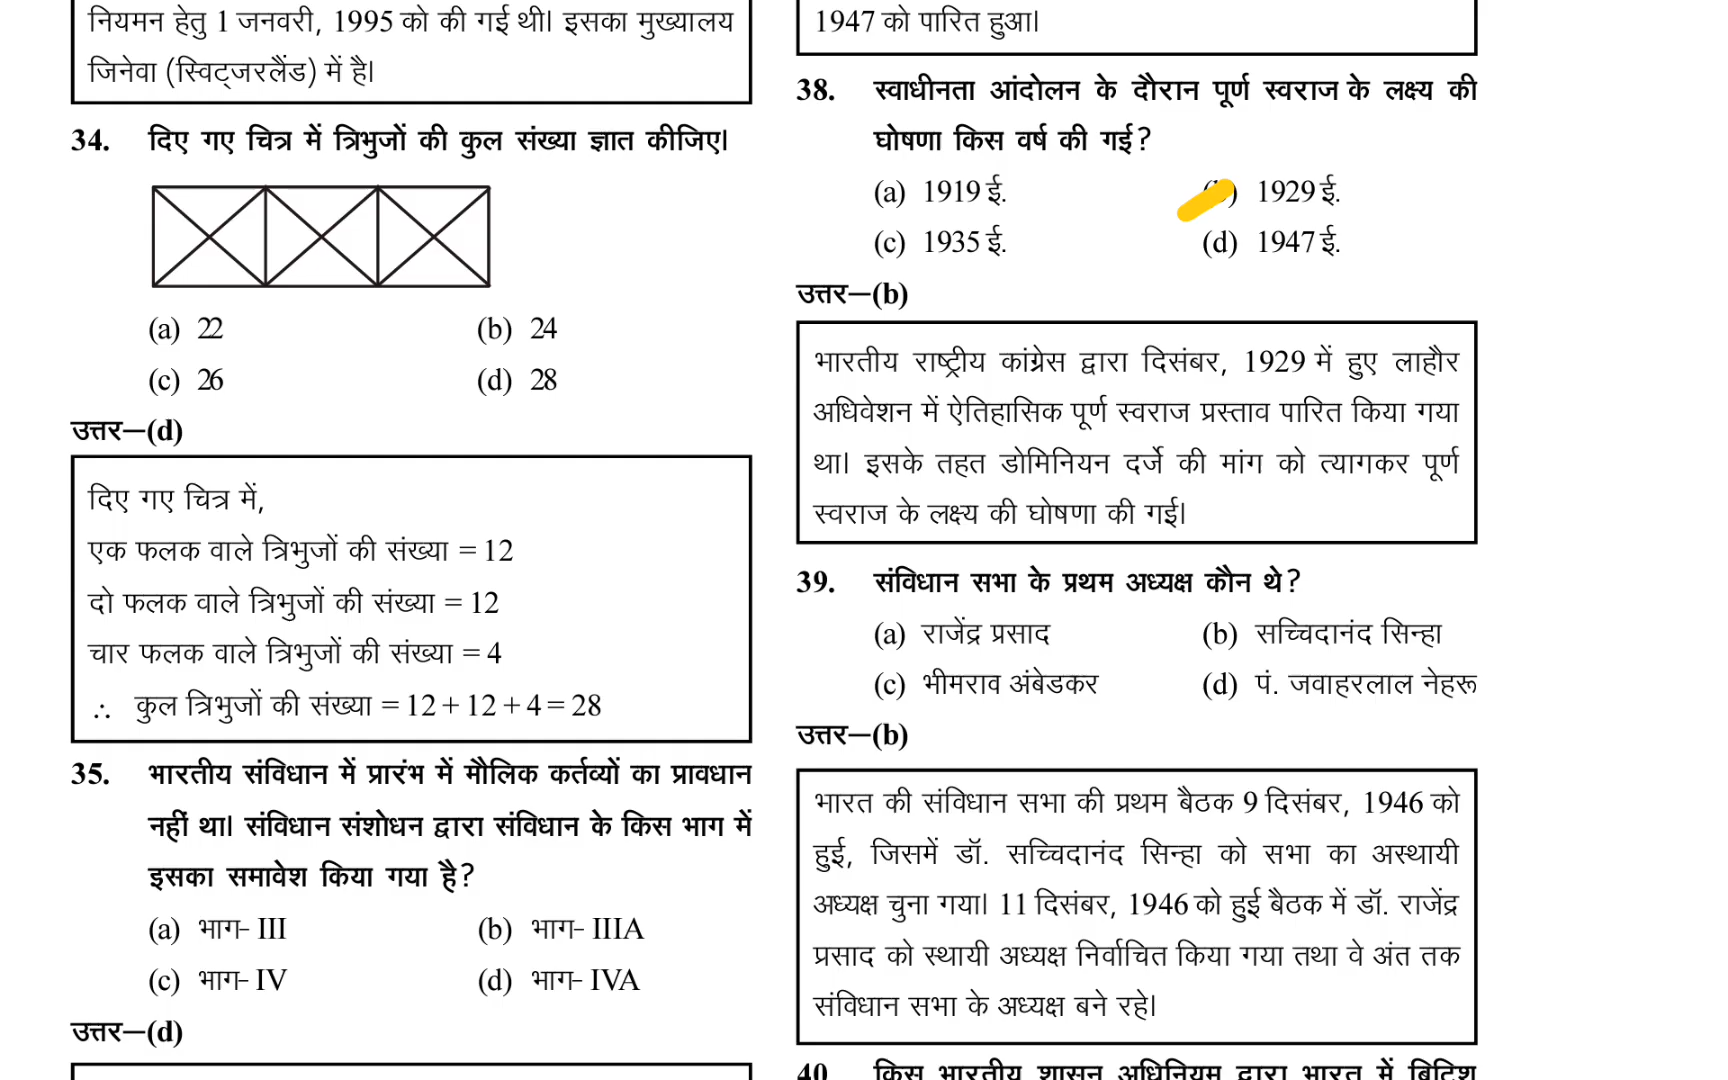 नियमन हेतु 1 जनवरी, 1995 को की गई थी। इसका मुख्यालय
जिनेवा (स्विट्जरलैंड) में है।
34. दिए गए चित्र में त्रिभुजों की कुल संख्या ज्ञात कीजिए।
(a) 22 (b) 24
(c) 26 (d) 28
उत्तर—(d)
दिए गए चित्र में,
एक फलक वाले त्रिभुजों की संख्या = 12
दो फलक वाले त्रिभुजों की संख्या = 12
चार फलक वाले त्रिभुजों की संख्या = 4
∴ कुल त्रिभुजों की संख्या = 12 + 12 + 4 = 28
35. भारतीय संविधान में प्रारंभ में मौलिक कर्तव्यों का प्रावधान
नहीं था। संविधान संशोधन द्वारा संविधान के किस भाग में
इसका समावेश किया गया है?
(a) भाग- III (b) भाग- IIIA
(c) भाग- IV (d) भाग- IVA
उत्तर—(d)
1947 को पारित हुआ।
38. स्वाधीनता आंदोलन के दौरान पूर्ण स्वराज के लक्ष्य की
घोषणा किस वर्ष की गई?
(a) 1919 ई. (b) 1929 ई.
(c) 1935 ई. (d) 1947 ई.
उत्तर—(b)
भारतीय राष्ट्रीय कांग्रेस द्वारा दिसंबर, 1929 में हुए लाहौर
अधिवेशन में ऐतिहासिक पूर्ण स्वराज प्रस्ताव पारित किया गया
था। इसके तहत डोमिनियन दर्जे की मांग को त्यागकर पूर्ण
स्वराज के लक्ष्य की घोषणा की गई।
39. संविधान सभा के प्रथम अध्यक्ष कौन थे?
(a) राजेंद्र प्रसाद (b) सच्चिदानंद सिन्हा
(c) भीमराव अंबेडकर (d) पं. जवाहरलाल नेहरू
उत्तर—(b)
भारत की संविधान सभा की प्रथम बैठक 9 दिसंबर, 1946 को
हुई, जिसमें डॉ. सच्चिदानंद सिन्हा को सभा का अस्थायी
अध्यक्ष चुना गया। 11 दिसंबर, 1946 को हुई बैठक में डॉ. राजेंद्र
प्रसाद को स्थायी अध्यक्ष निर्वाचित किया गया तथा वे अंत तक
संविधान सभा के अध्यक्ष बने रहे।
40 किस भारतीय शासन अधिनियम द्वारा भारत में ब्रिटिश